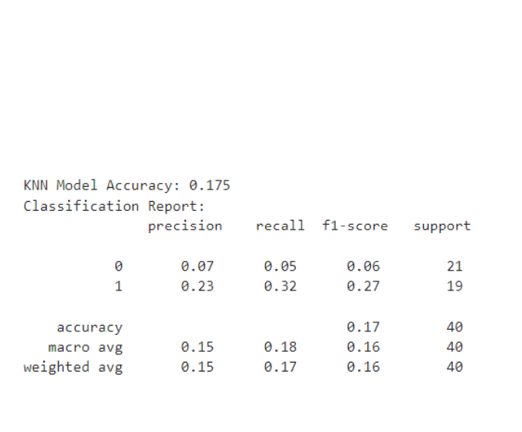 KNN Model Accuracy: 0.175
Classification Report:
precision recall f1-score support
0 0.07 0.05 0.06 21
1 0.23 0.32 0.27 19
accuracy 0.17 40
macro avg 0.15 0.18 0.16 40
weighted avg 0.15 0.17 0.16 40